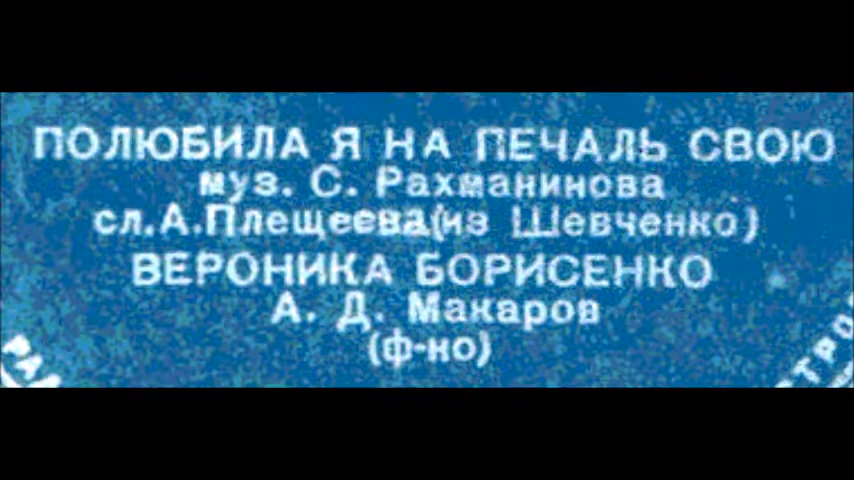 ПОЛЮБИЛА Я НА ПЕЧАЛЬ СВОЮ
муз. С. Рахманинова
сл.А.Плещеева(из Шевченко)
ВЕРОНИКА БОРИСЕНКО
А. Д. Макаров
(ф-но)